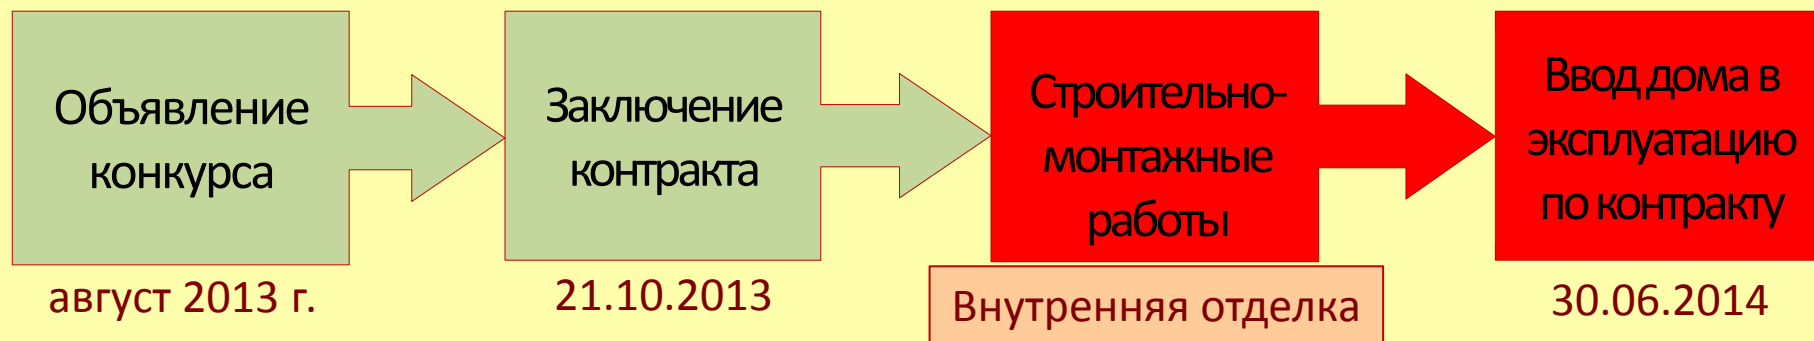 Объявление
конкурса
август 2013 г.
Заключение
контракта
21.10.2013
Строительно-
монтажные
работы
Внутренняя отделка
Ввод дома в
эксплуатацию
по контракту
30.06.2014